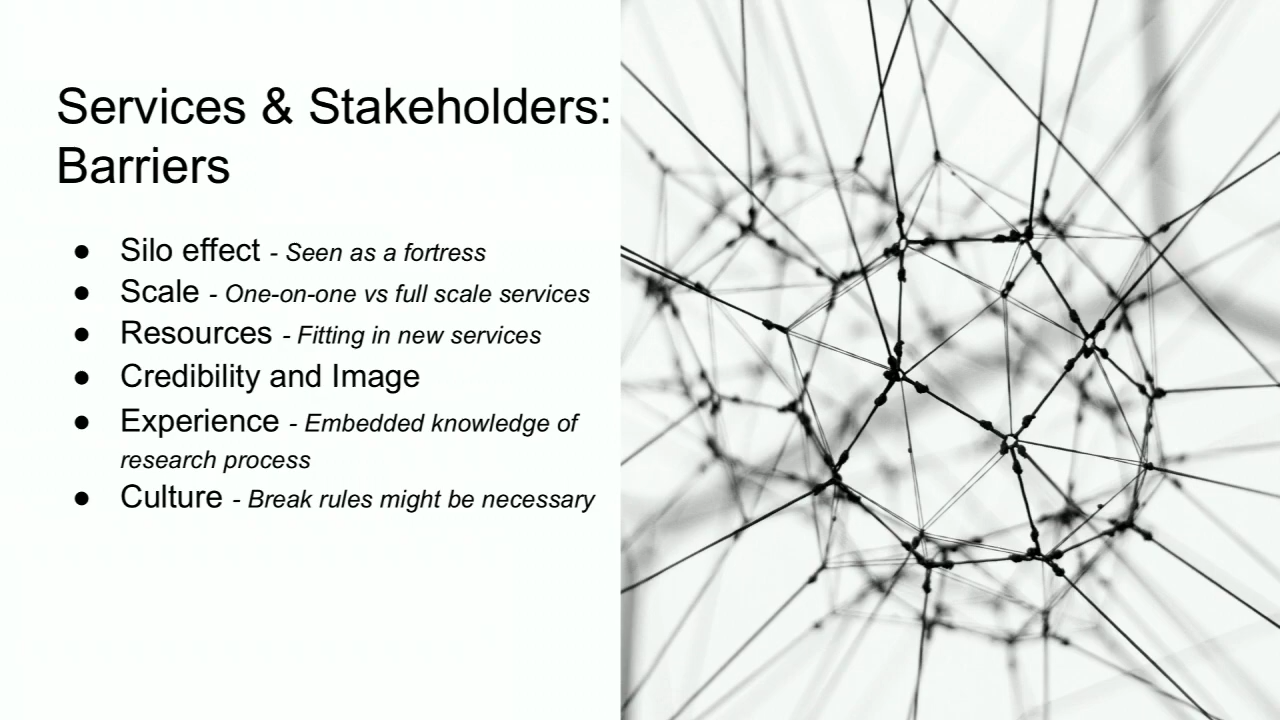 Services & Stakeholders:
Barriers
● Silo effect - Seen as a fortress
● Scale - One-on-one vs full scale services
● Resources - Fitting in new services
● Credibility and Image
● Experience - Embedded knowledge of
research process
● Culture - Break rules might be necessary